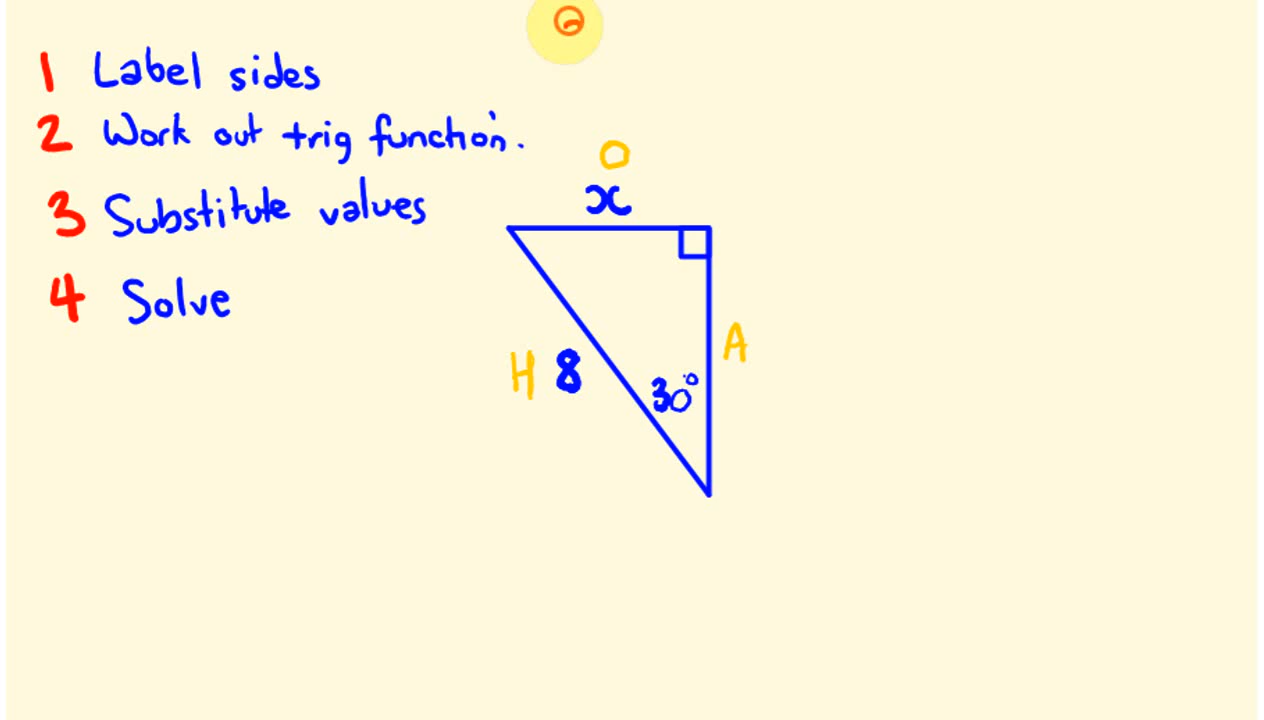 1 Label sides
2 Work out trig function.
3 Substitute values
4 Solve
O
x
H 8
A
30°